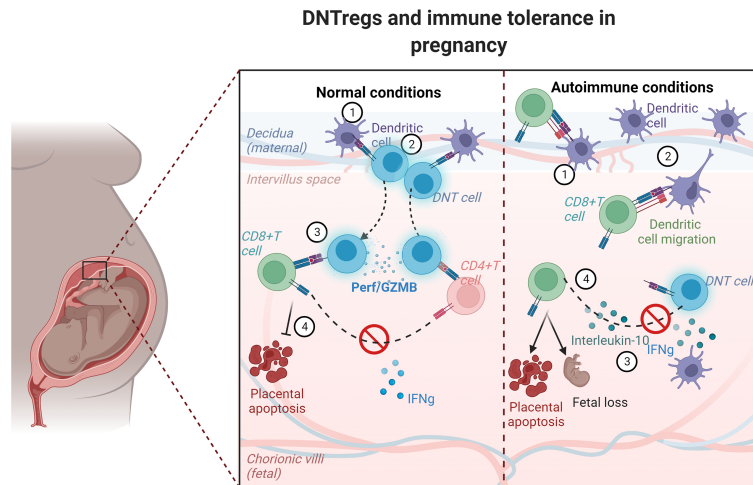 DNTregs and immune tolerance in
pregnancy
Normal conditions
1
Decidua
(maternal)
Dendritic
cell
2
Intervillus space
DNT cell
3
CD8+T
cell
CD4+T
cell
Perf/GZMB
4
Placental
apoptosis
IFNg
Chorionic villi
(fetal)
Autoimmune conditions
Dendritic
cell
2
1
CD8+T
cell
Dendritic
cell migration
4
DNT cell
Interleukin-10
IFNg
3
Placental
apoptosis
Fetal loss